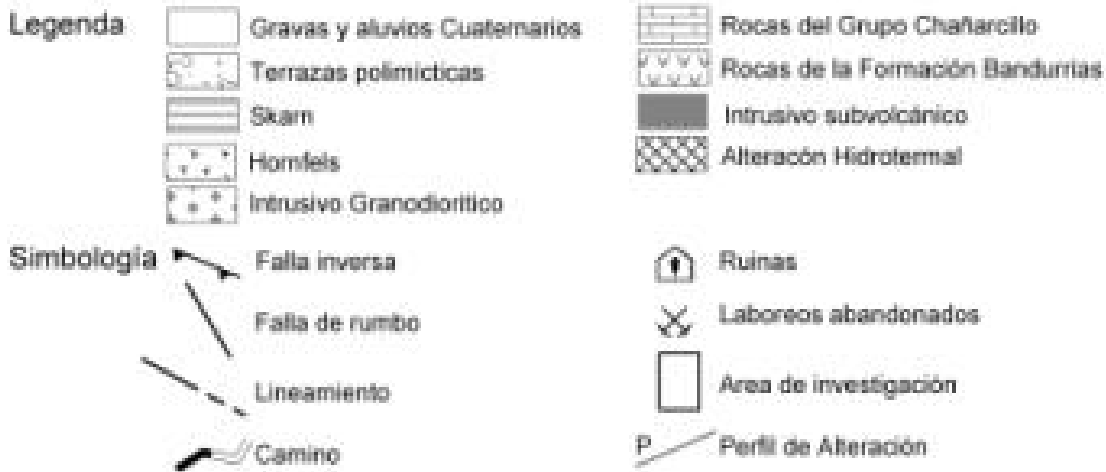 Legenda
Gravas y aluvios Cuaternarios
Terrazas polimícticas
Skarn
Hornfels
Intrusivo Granodiorítico
Rocas del Grupo Chañarcillo
Rocas de la Formación Bandurrias
Intrusivo subvolcánico
Alteracón Hidrotermal
Simbología
Falla inversa
Falla de rumbo
Lineamiento
Camino
Ruinas
Laboreos abandonados
Area de investigación
P Perfil de Alteración